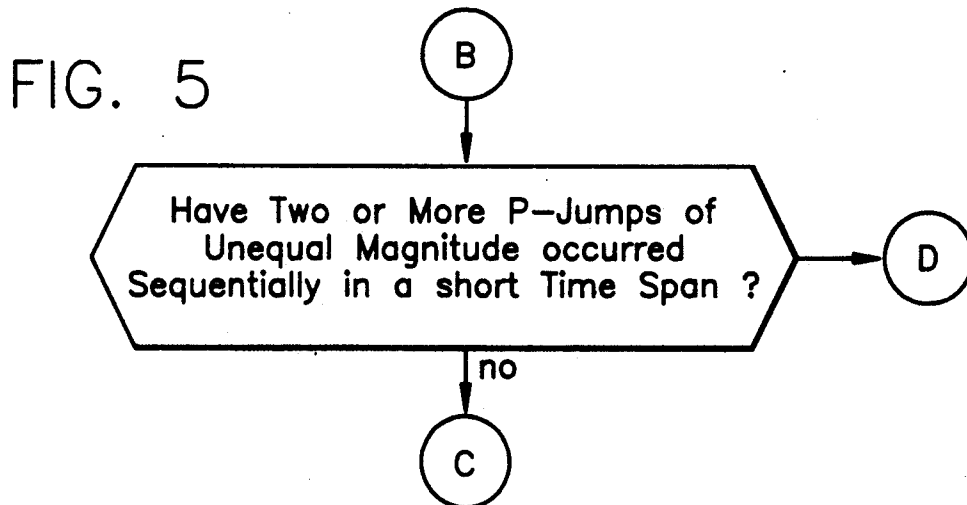 FIG. 5
B
Have Two or More P-Jumps of
Unequal Magnitude occurred
Sequentially in a short Time Span ?
D
no
C